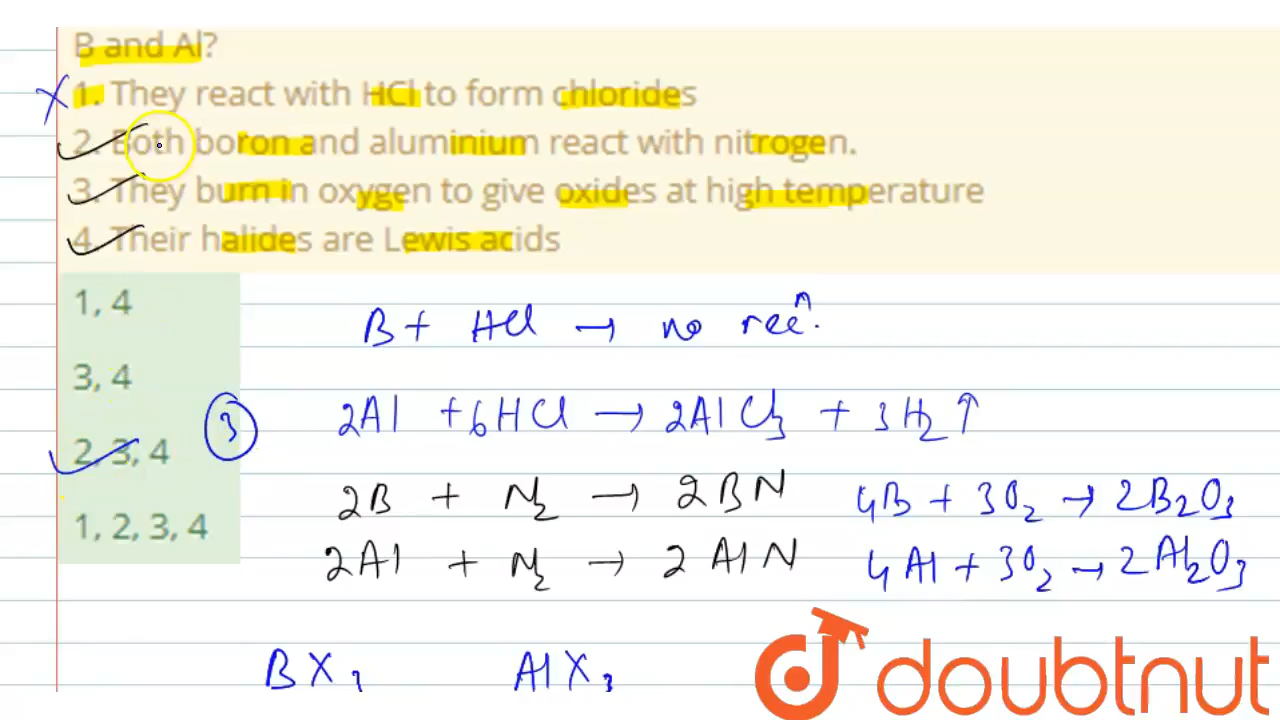 B and Al?
X 1. They react with HCl to form chlorides
2. Both boron and aluminium react with nitrogen.
3. They burn in oxygen to give oxides at high temperature
4. Their halides are Lewis acids
1, 4
3, 4
2, 3, 4
1, 2, 3, 4
③
B + HCl → no recⁿ.
2Al + 6HCl → 2AlCl₃ + 3H₂↑
2B + N₂ → 2BN
2Al + N₂ → 2AlN
4B + 3O₂ → 2B₂O₃
4Al + 3O₂ → 2Al₂O₃
BX₃ AlX₃
doubtnut